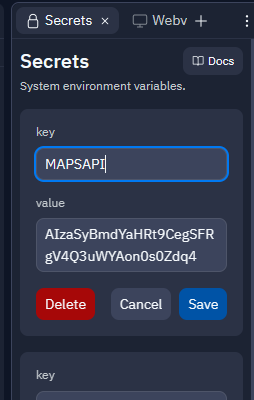 Secrets × Webv +
Secrets Docs
System environment variables.
key
MAPSAPI
value
AIzaSyBmdYaHRt9CegSFR
gV4Q3uWYAon0s0Zdq4
Delete Cancel Save
key